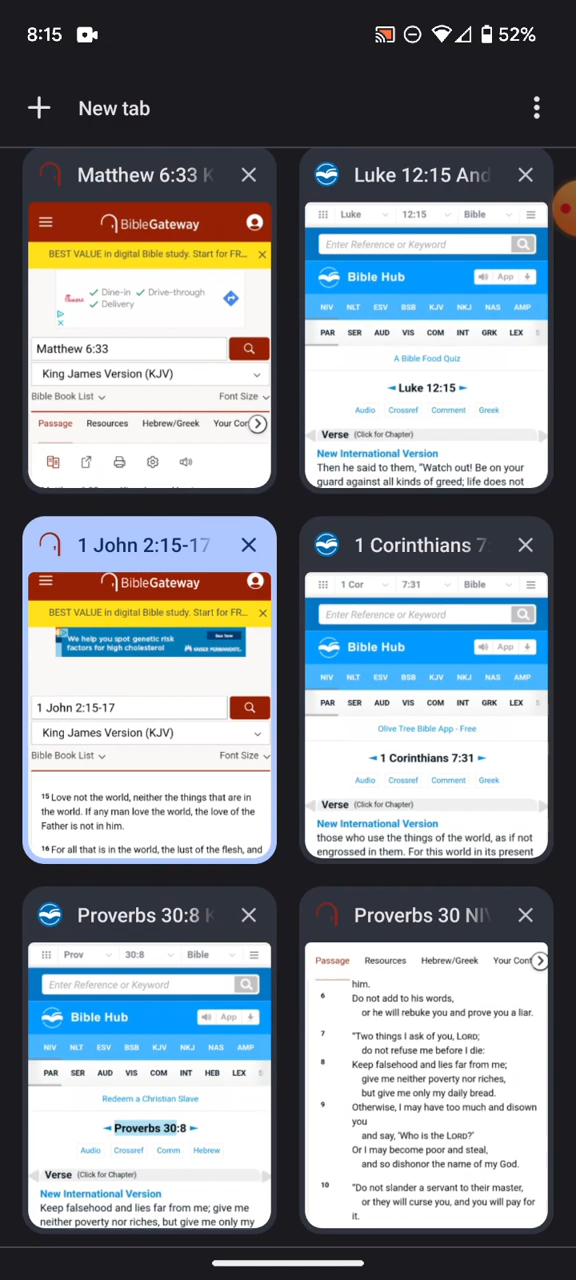 8:15
52%
New tab
Matthew 6:33 K
BibleGateway
BEST VALUE in digital Bible study. Start for FR...
Dine-in
Drive-through
Delivery
Matthew 6:33
King James Version (KJV)
Bible Book List
Font Size
Passage
Resources
Hebrew/Greek
Your Con
Luke 12:15 And
Luke
12:15
Bible
Enter Reference or Keyword
Bible Hub
App
NIV NLT ESV BSB KJV NKJ NAS AMP
PAR SER AUD VIS COM INT GRK LEX
A Bible Food Quiz
Luke 12:15
Audio Crossref Comment Greek
Verse (Click for Chapter)
New International Version
Then he said to them, "Watch out! Be on your
guard against all kinds of greed; life does not
1 John 2:15-17
BibleGateway
BEST VALUE in digital Bible study. Start for FR...
We help you spot genetic risk
factors for high cholesterol
KAISER PERMANENTE.
1 John 2:15-17
King James Version (KJV)
Bible Book List
Font Size
15 Love not the world, neither the things that are in
the world. If any man love the world, the love of the
Father is not in him.
16 For all that is in the world, the lust of the flesh, and
1 Corinthians 7
1 Cor
7:31
Bible
Enter Reference or Keyword
Bible Hub
App
NIV NLT ESV BSB KJV NKJ NAS AMP
PAR SER AUD VIS COM INT GRK LEX
Olive Tree Bible App - Free
1 Corinthians 7:31
Audio Crossref Comment Greek
Verse (Click for Chapter)
New International Version
those who use the things of the world, as if not
engrossed in them. For this world in its present
Proverbs 30:8 K
Prov
30:8
Bible
Enter Reference or Keyword
Bible Hub
App
NIV NLT ESV BSB KJV NKJ NAS AMP
PAR SER AUD VIS COM INT HEB LEX
Redeem a Christian Slave
Proverbs 30:8
Audio Crossref Comm Hebrew
Verse (Click for Chapter)
New International Version
Keep falsehood and lies far from me; give me
neither poverty nor riches, but give me only my
Proverbs 30 NIV
Passage
Resources
Hebrew/Greek
Your Cont
him.
6 Do not add to his words,
or he will rebuke you and prove you a liar.
7 "Two things I ask of you, LORD;
do not refuse me before I die:
8 Keep falsehood and lies far from me;
give me neither poverty nor riches,
but give me only my daily bread.
9 Otherwise, I may have too much and disown
you
and say, 'Who is the LORD?'
Or I may become poor and steal,
and so dishonor the name of my God.
10 "Do not slander a servant to their master,
or they will curse you, and you will pay for
it.